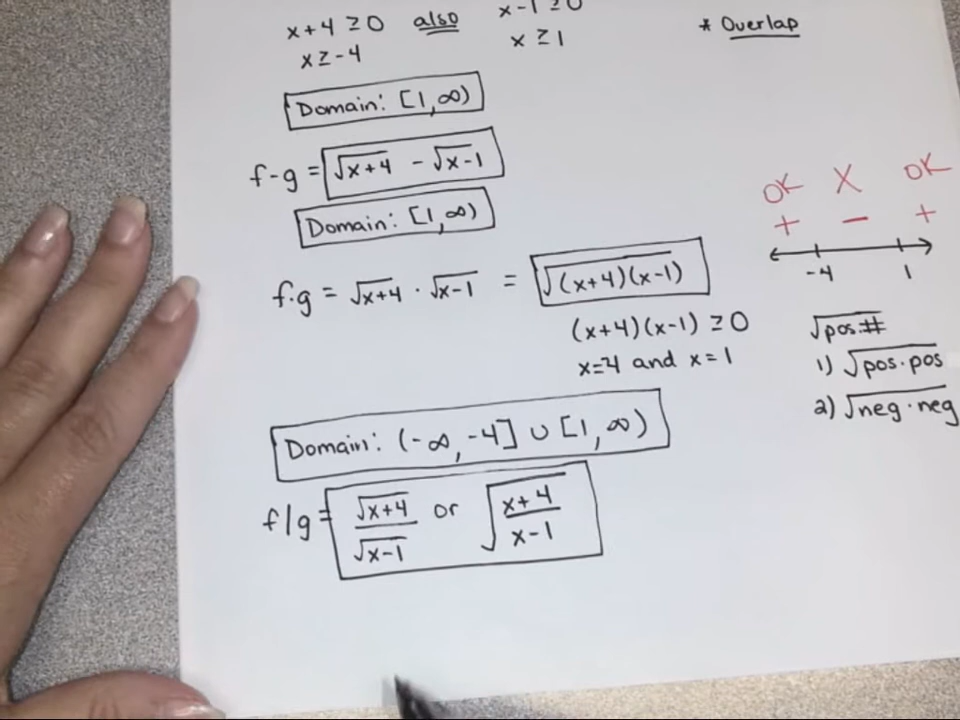 x+4 ≥ 0 also x-1 ≥ 0
x ≥ -4 x ≥ 1
* Overlap
Domain: [1, ∞)
f-g = √x+4 - √x-1
Domain: [1, ∞)
OK X OK
+ - +
-4 1
f·g = √x+4 · √x-1 = √(x+4)(x-1)
(x+4)(x-1) ≥ 0
x=-4 and x=1
√pos.#
1) √pos·pos
2) √neg·neg
Domain: (-∞, -4] ∪ [1, ∞)
f/g = √x+4 / √x-1 or √x+4 / x-1